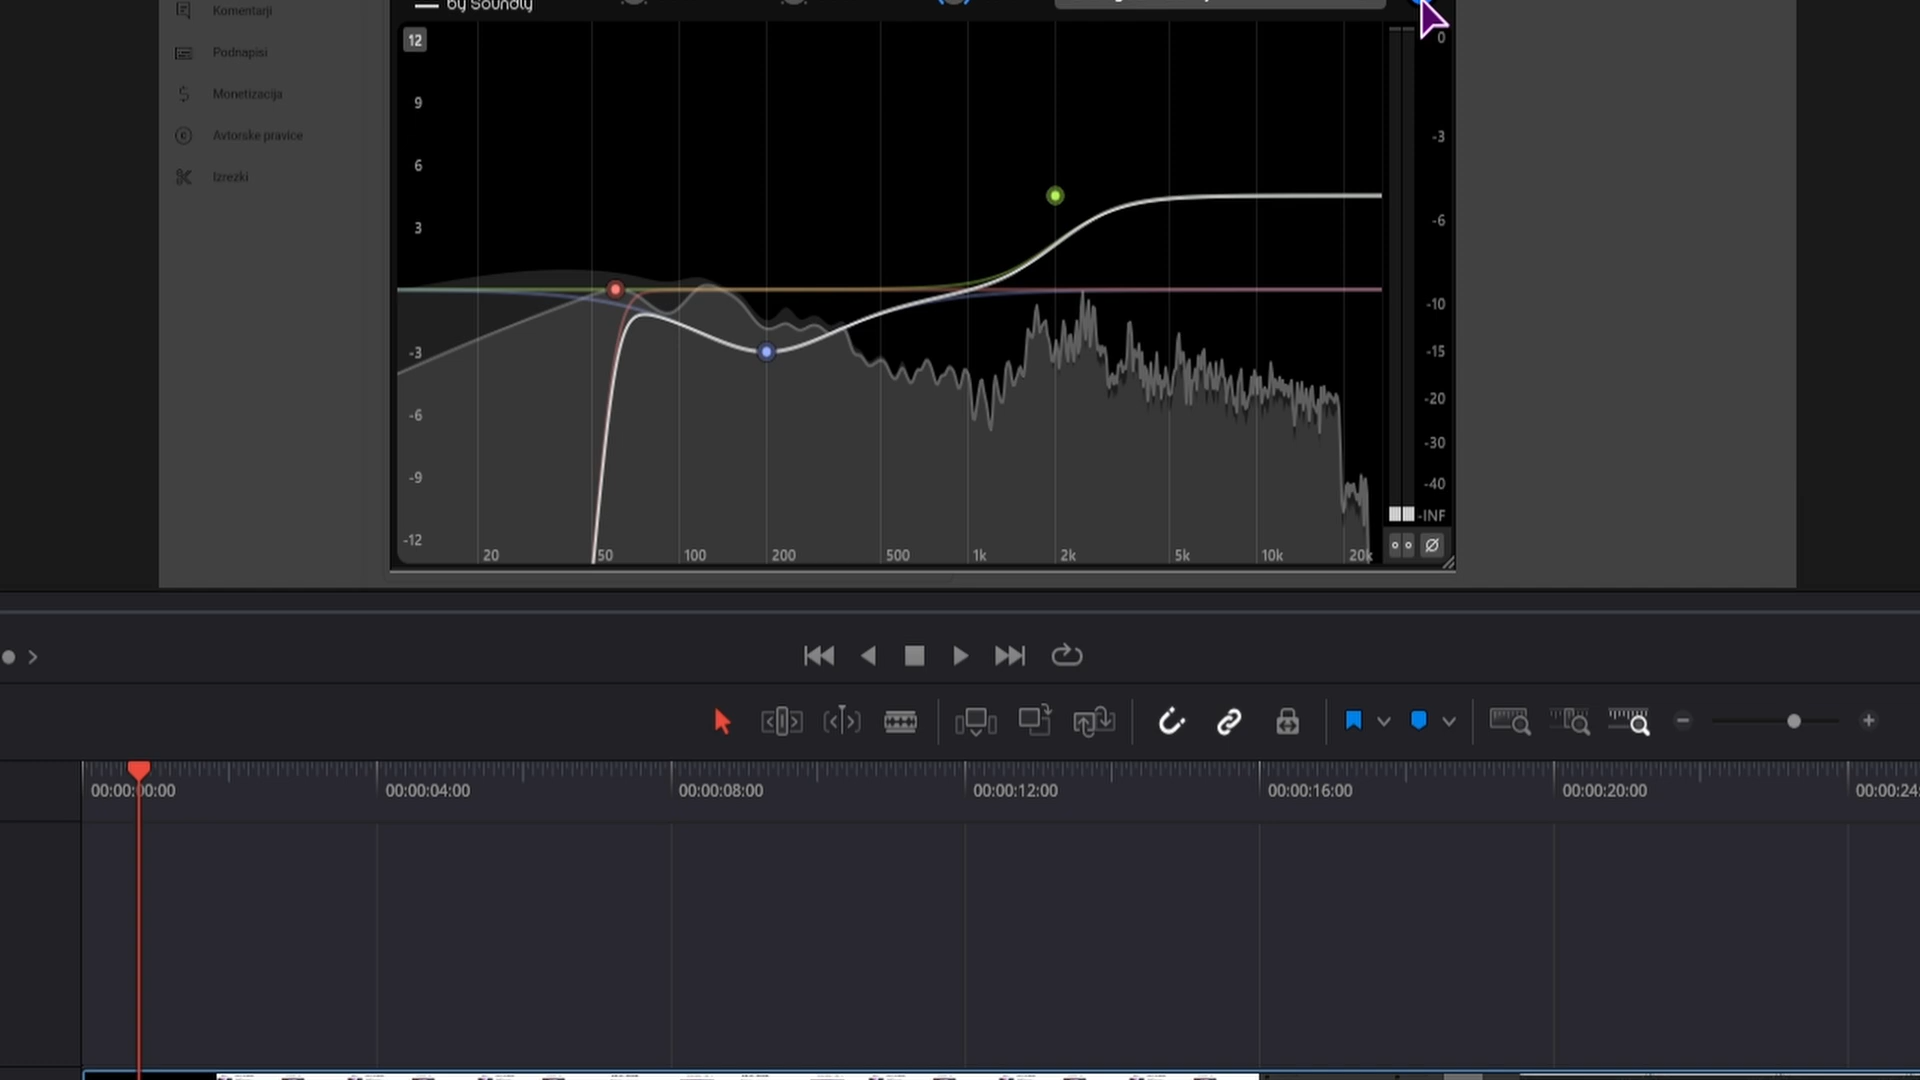 Komentarji
Podnapisi
Monetizacija
Avtorske pravice
Izrezki
by Soundly
12
9
6
3
-3
-6
-9
-12
20
50
100
200
500
1k
2k
5k
10k
20k
0
-3
-6
-10
-15
-20
-30
-40
-INF
00:00:00:00
00:00:04:00
00:00:08:00
00:00:12:00
00:00:16:00
00:00:20:00
00:00:24: